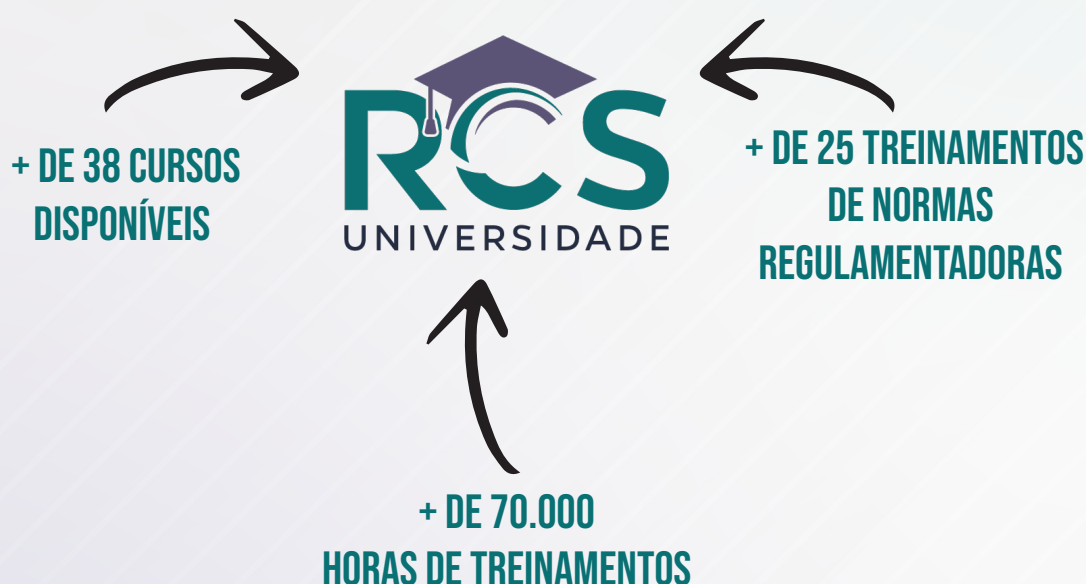 RCS
UNIVERSIDADE
+ DE 38 CURSOS
DISPONÍVEIS
+ DE 25 TREINAMENTOS
DE NORMAS
REGULAMENTADORAS
+ DE 70.000
HORAS DE TREINAMENTOS